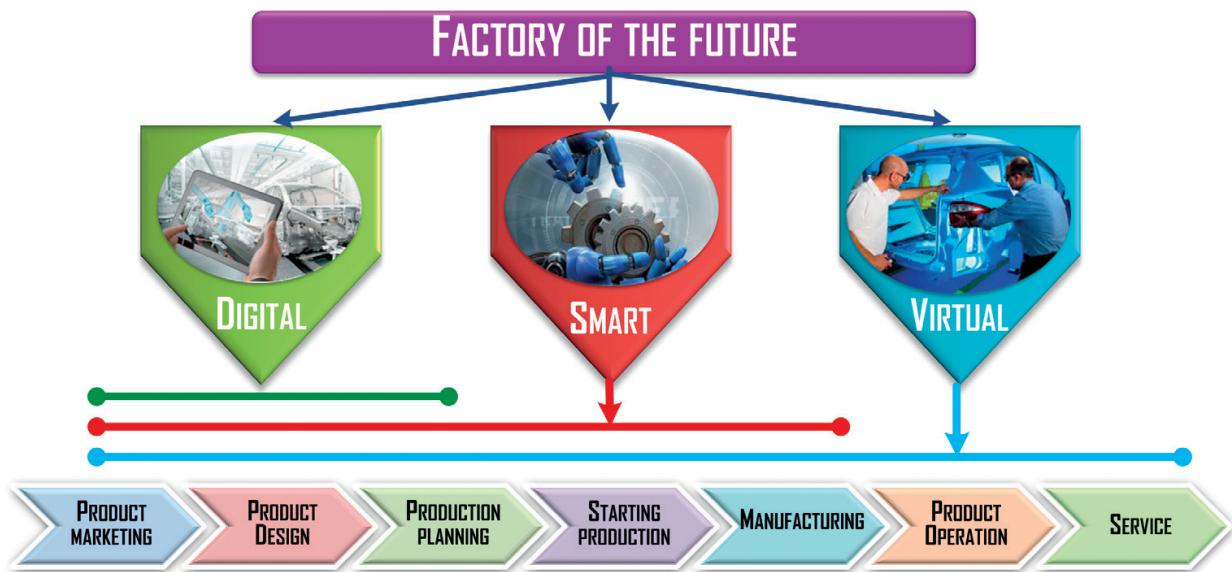 FACTORY OF THE FUTURE
DIGITAL
SMART
VIRTUAL
PRODUCT
MARKETING
PRODUCT
DESIGN
PRODUCTION
PLANNING
STARTING
PRODUCTION
MANUFACTURING
PRODUCT
OPERATION
SERVICE